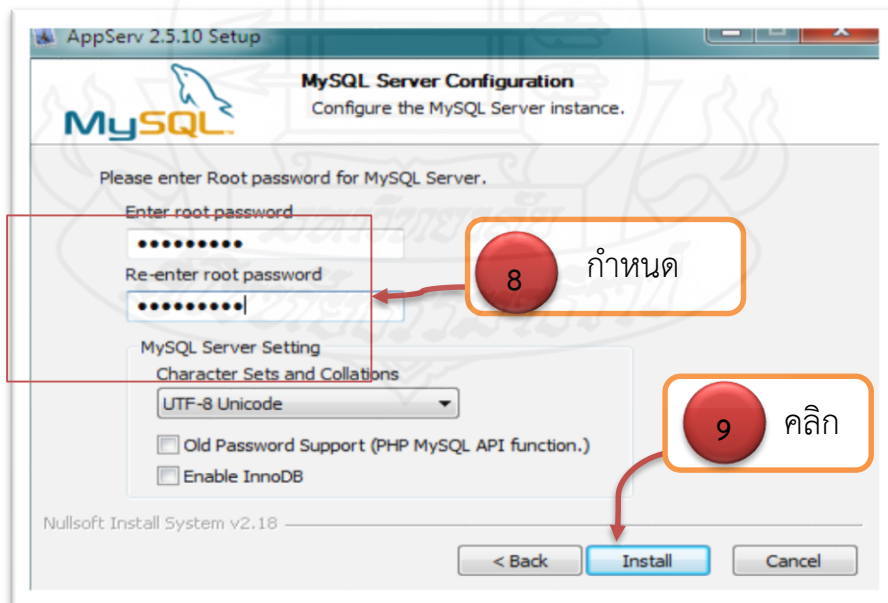 AppServ 2.5.10 Setup
MySQL Server Configuration
Configure the MySQL Server instance.
MySQL
Please enter Root password for MySQL Server.
Enter root password
Re-enter root password
8 กำหนด
MySQL Server Setting
Character Sets and Collations
UTF-8 Unicode
9 คลิก
Old Password Support (PHP MySQL API function.)
Enable InnoDB
Nullsoft Install System v2.18
< Back Install Cancel